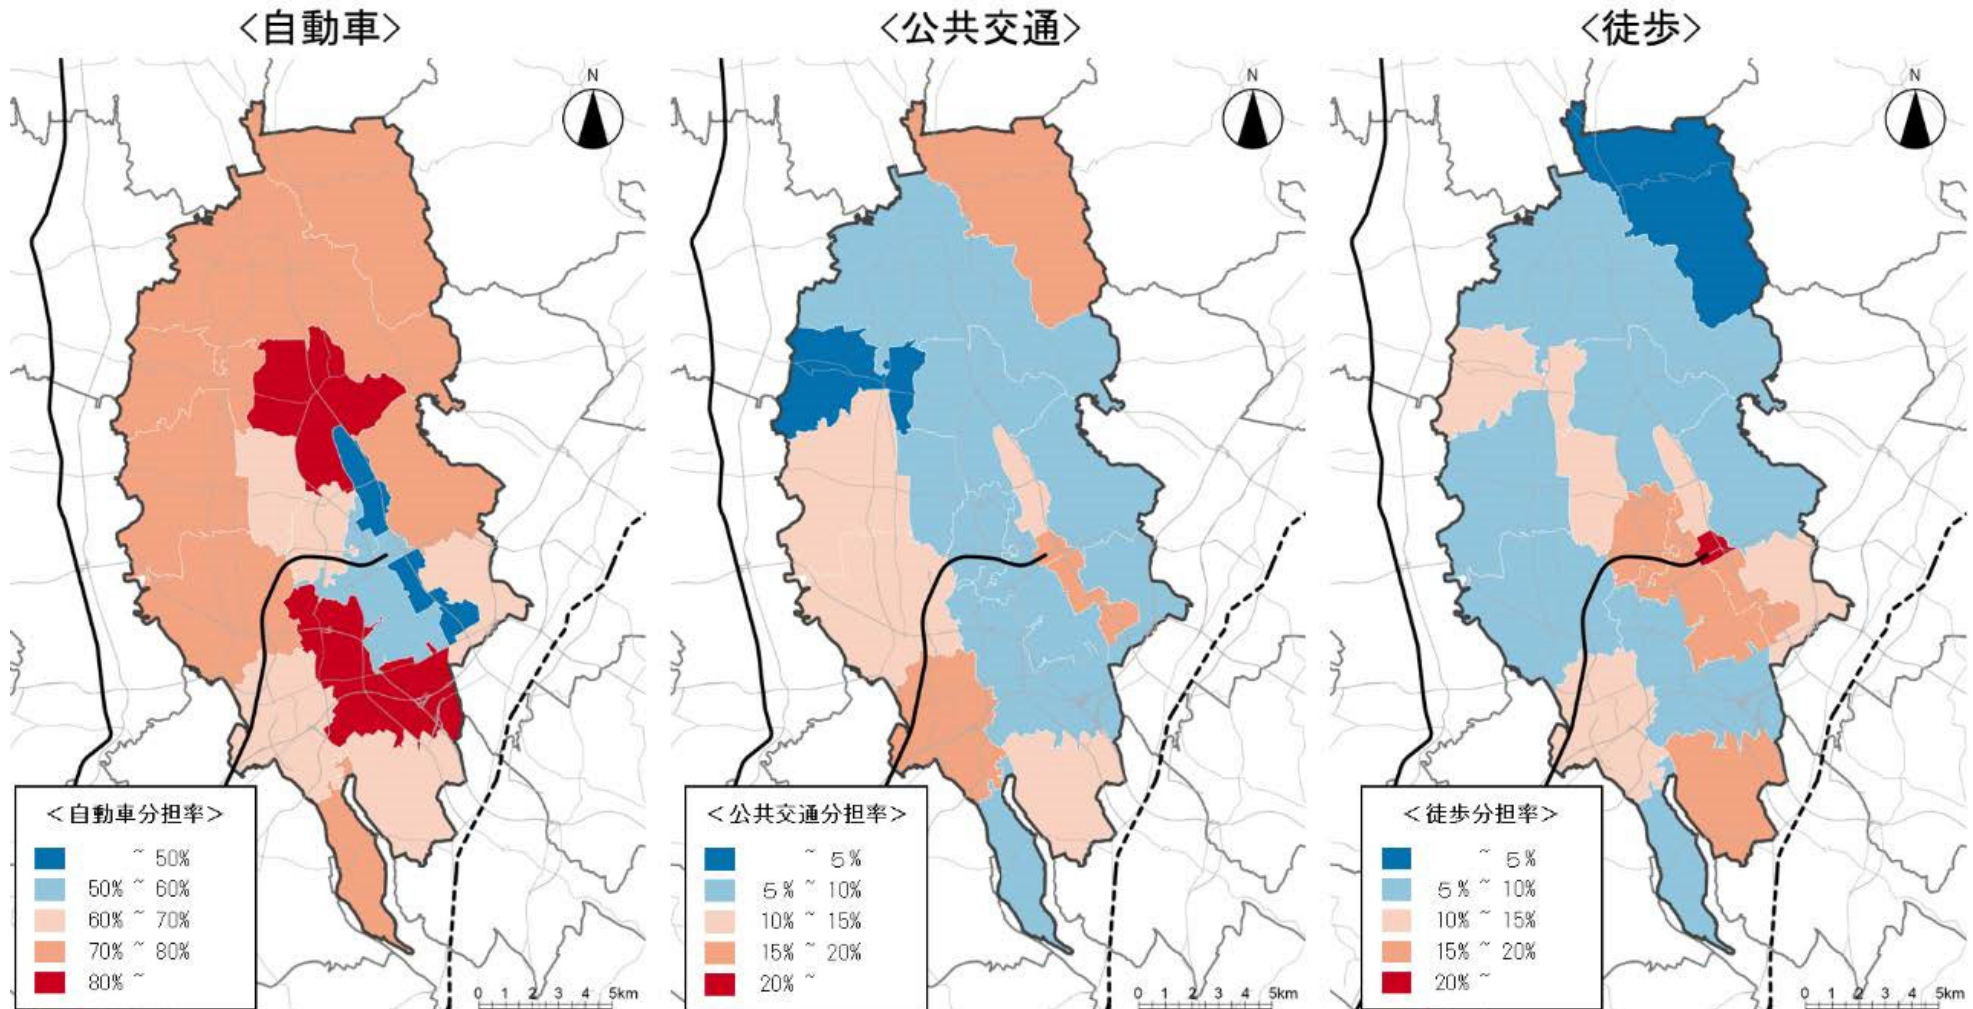 <自動車>
N
<自動車分担率>
~ 50%
50% ~ 60%
60% ~ 70%
70% ~ 80%
80% ~
0 1 2 3 4 5km
<公共交通>
N
<公共交通分担率>
~ 5%
5% ~ 10%
10% ~ 15%
15% ~ 20%
20% ~
0 1 2 3 4 5km
<徒歩>
N
<徒歩分担率>
~ 5%
5% ~ 10%
10% ~ 15%
15% ~ 20%
20% ~
0 1 2 3 4 5km